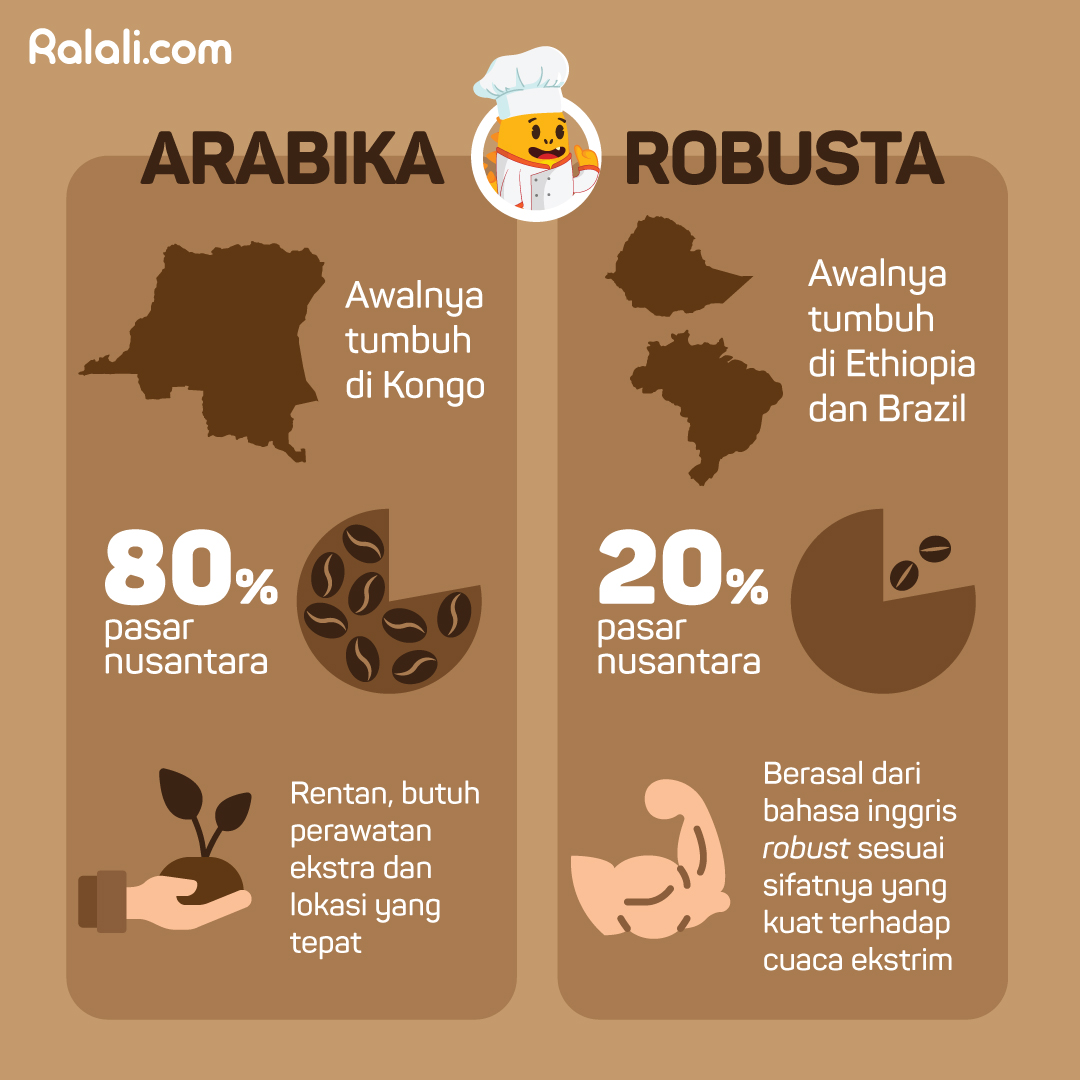 Ralali.com
ARABIKA
Awalnya
tumbuh
di Kongo
80%
pasar
nusantara
Rentan, butuh
perawatan
ekstra dan
lokasi yang
tepat
ROBUSTA
Awalnya
tumbuh
di Ethiopia
dan Brazil
20%
pasar
nusantara
Berasal dari
bahasa inggris
robust sesuai
sifatnya yang
kuat terhadap
cuaca ekstrim